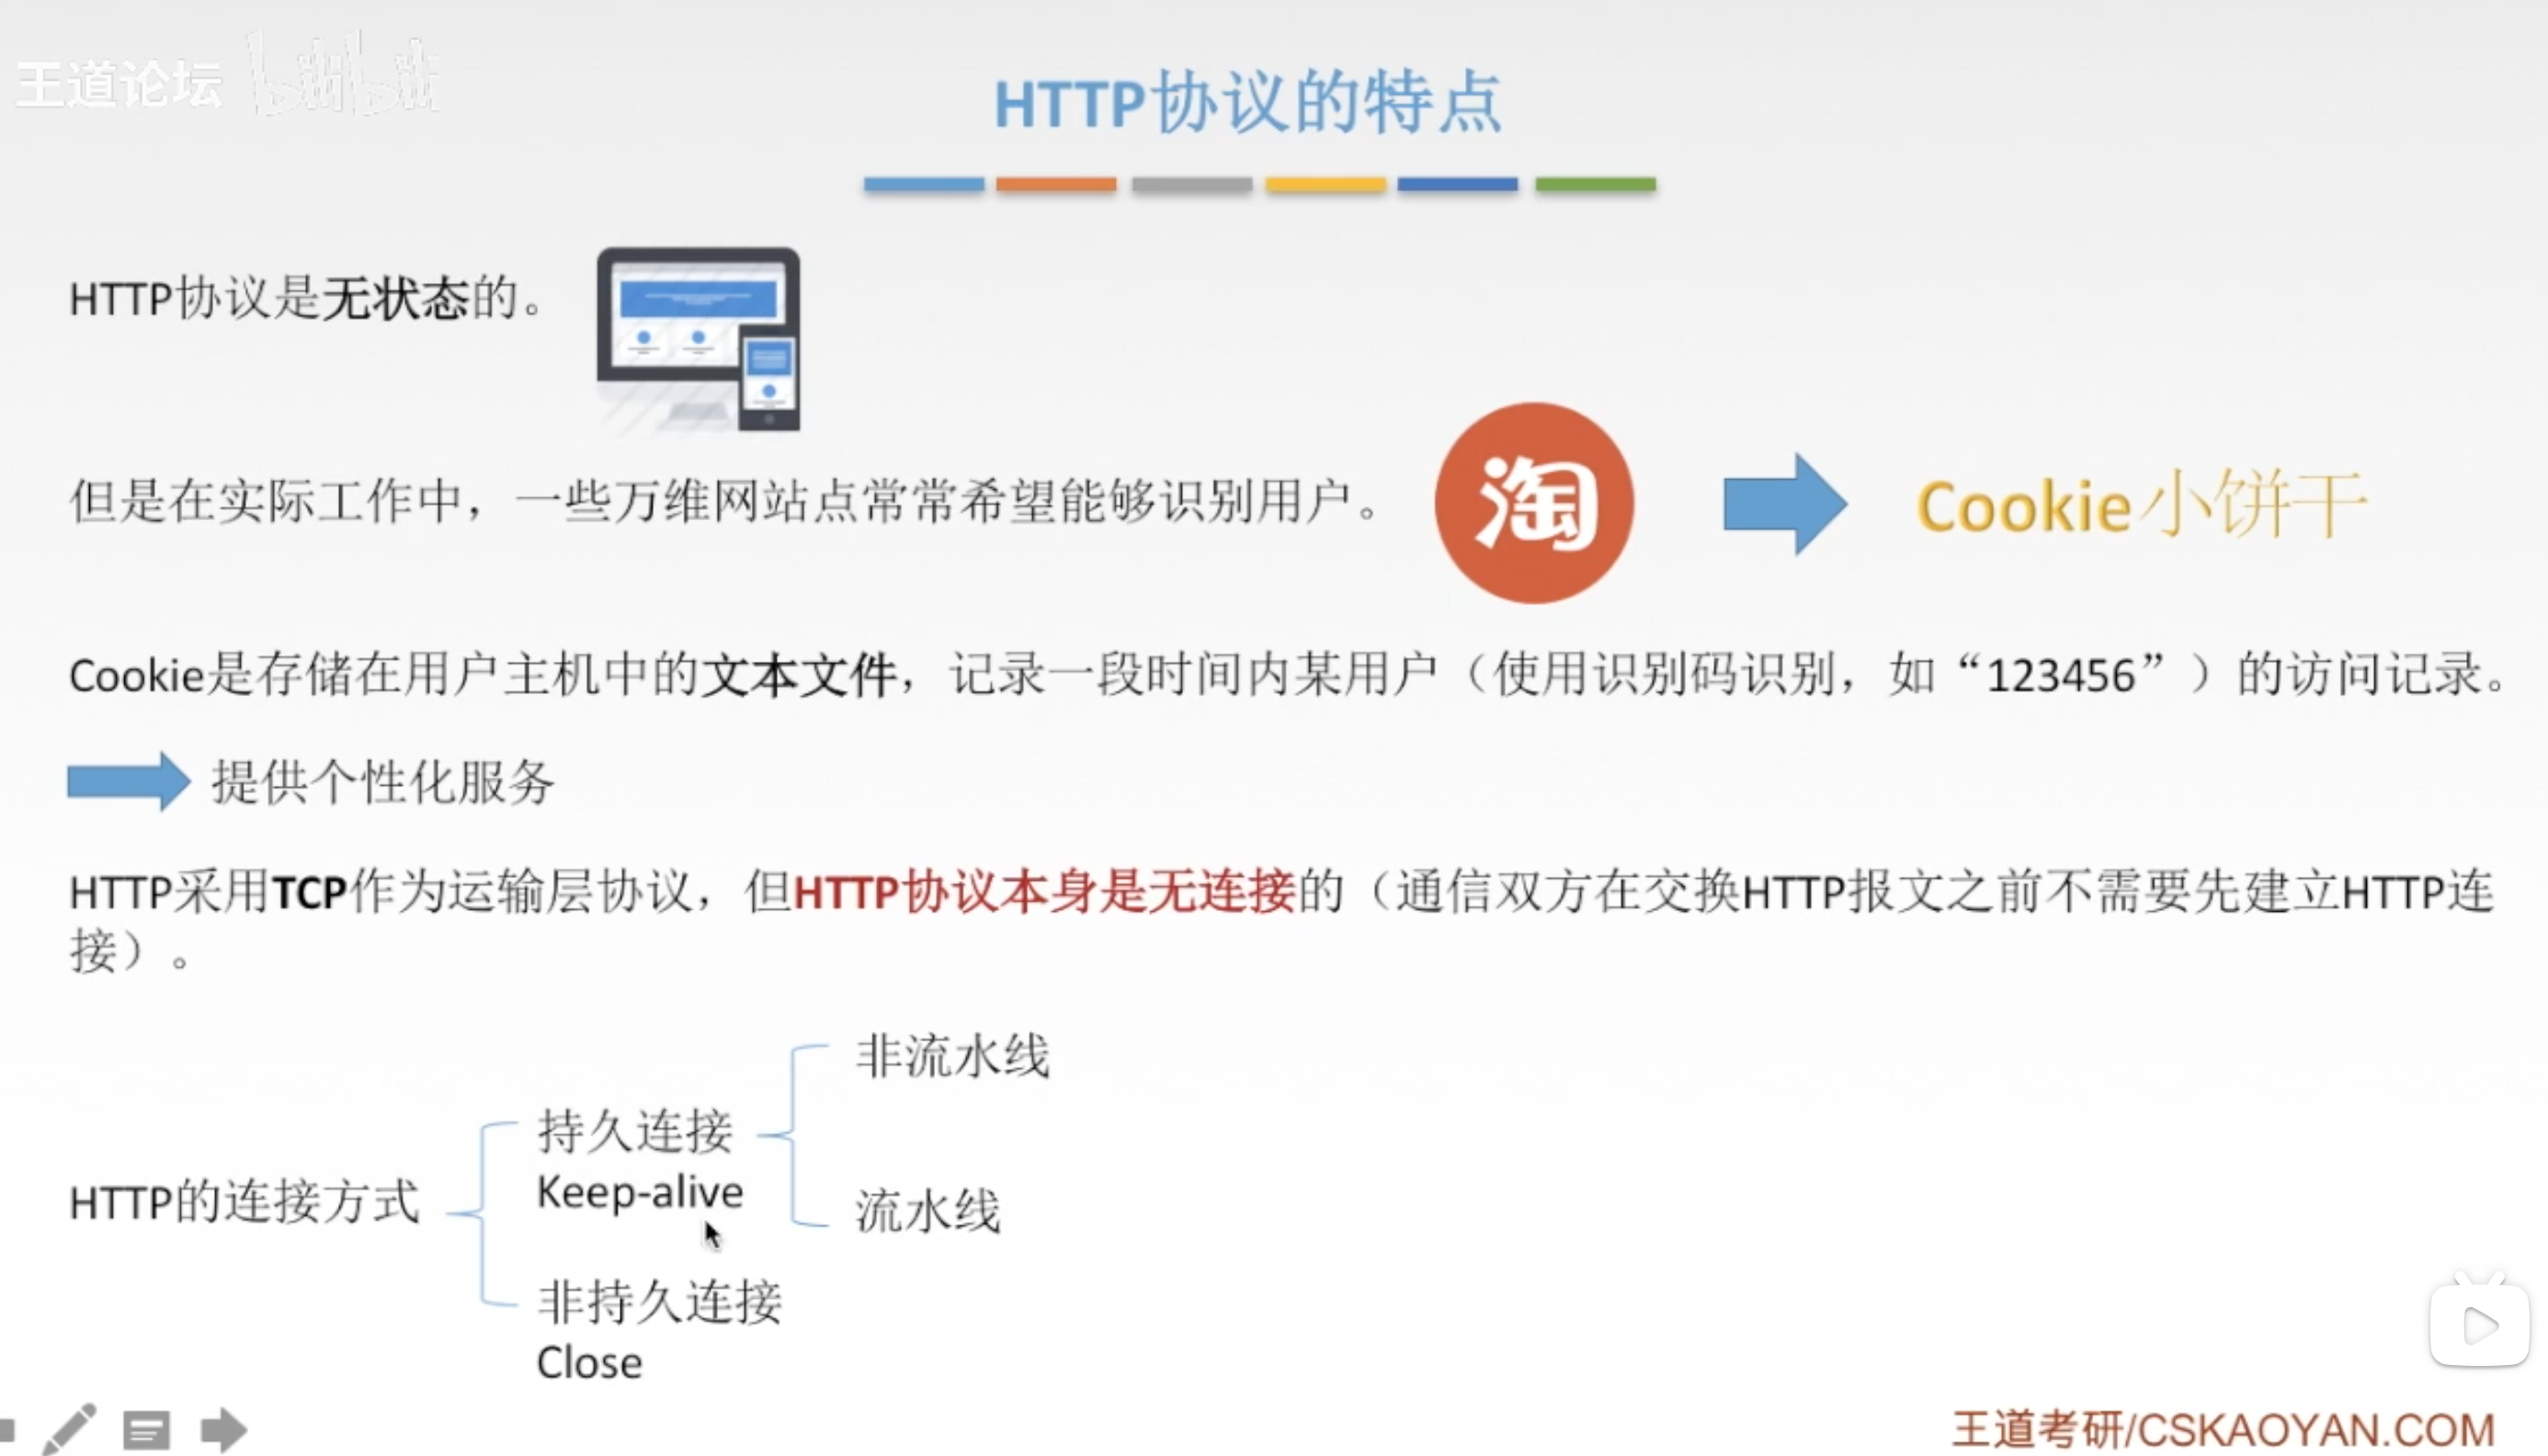 王道论坛 bilibili
HTTP协议的特点
HTTP协议是无状态的。
但是在实际工作中，一些万维网站点常常希望能够识别用户。
淘
Cookie小饼干
Cookie是存储在用户主机中的文本文件，记录一段时间内某用户（使用识别码识别，如“123456”）的访问记录。
提供个性化服务
HTTP采用TCP作为运输层协议，但HTTP协议本身是无连接的（通信双方在交换HTTP报文之前不需要先建立HTTP连
接）。
非流水线
持久连接
Keep-alive
HTTP的连接方式
流水线
非持久连接
Close
王道考研/CSKAOYAN.COM